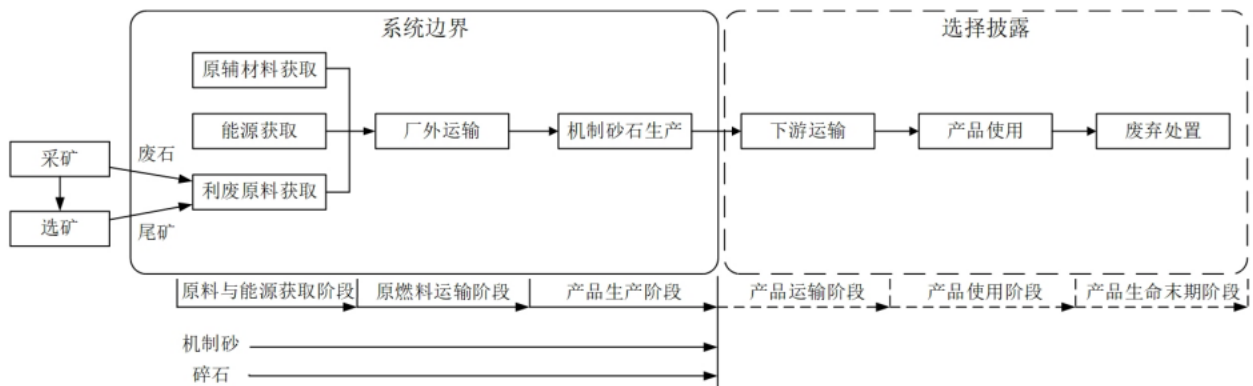 系统边界
选择披露
原辅材料获取
能源获取
厂外运输
机制砂石生产
下游运输
产品使用
废弃处置
采矿
废石
利废原料获取
选矿
尾矿
原料与能源获取阶段
原燃料运输阶段
产品生产阶段
产品运输阶段
产品使用阶段
产品生命末期阶段
机制砂
碎石